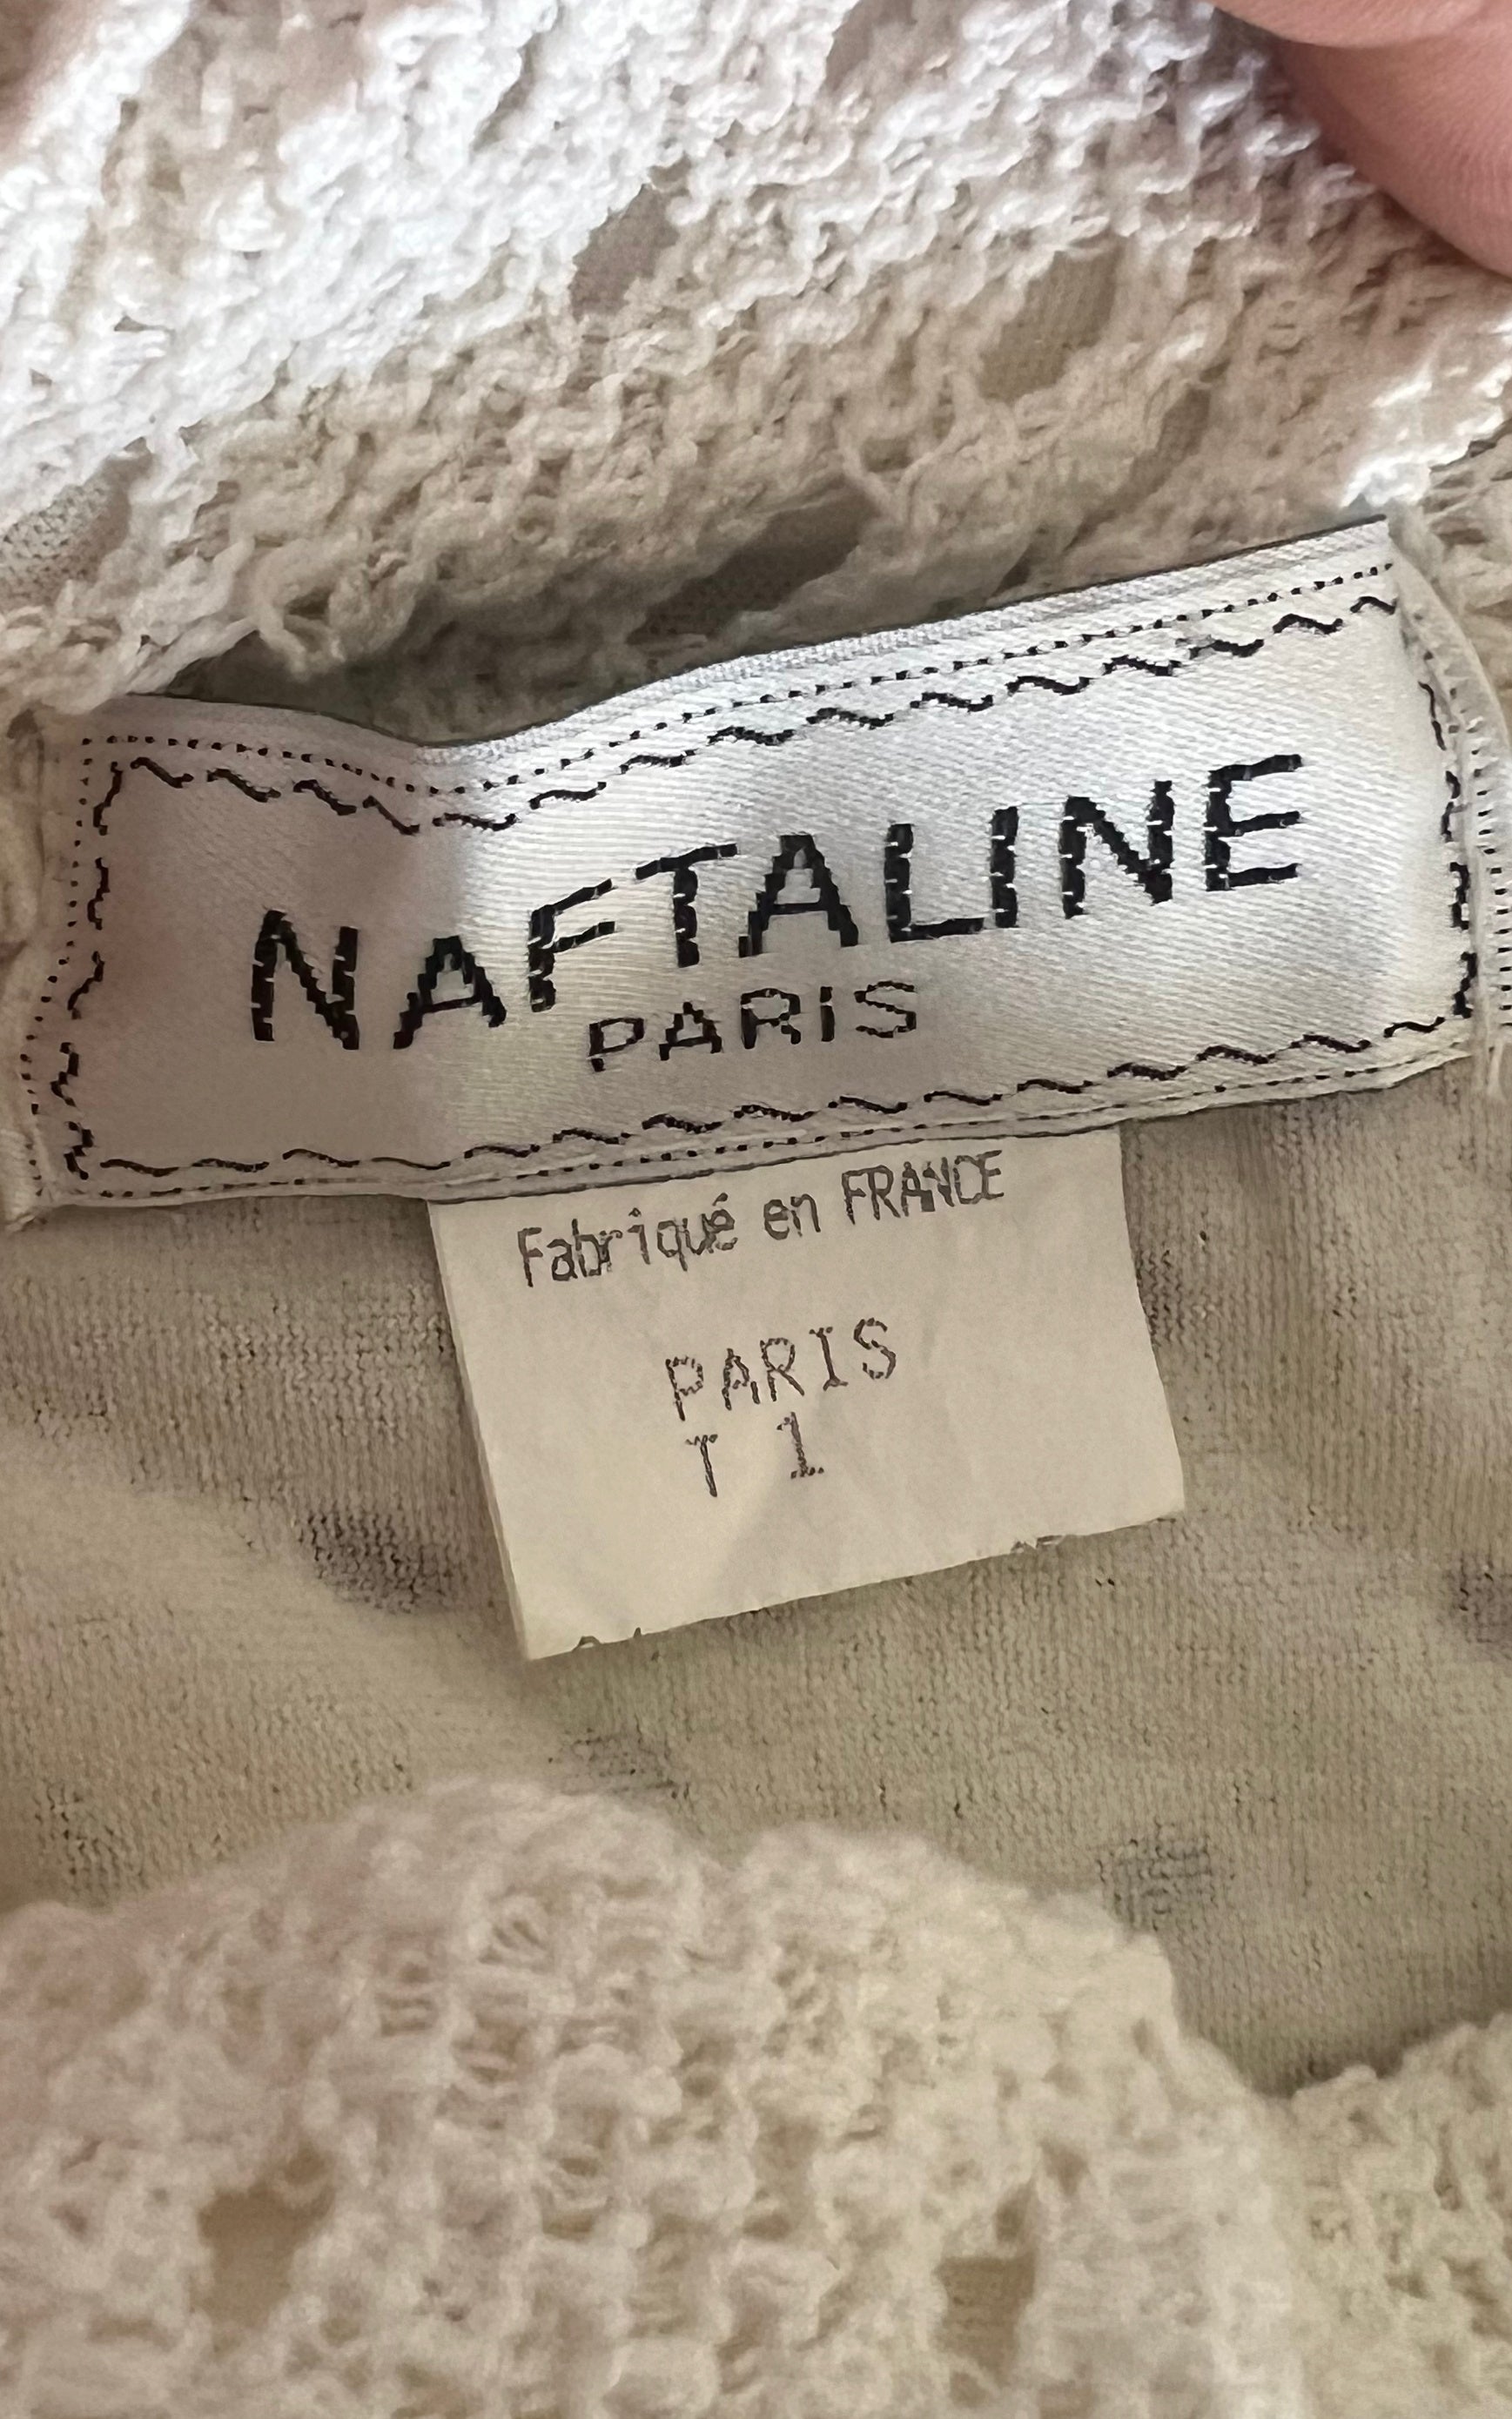 NAFTALINE
PARIS
Fabriqué en FRANCE
PARIS
T 1